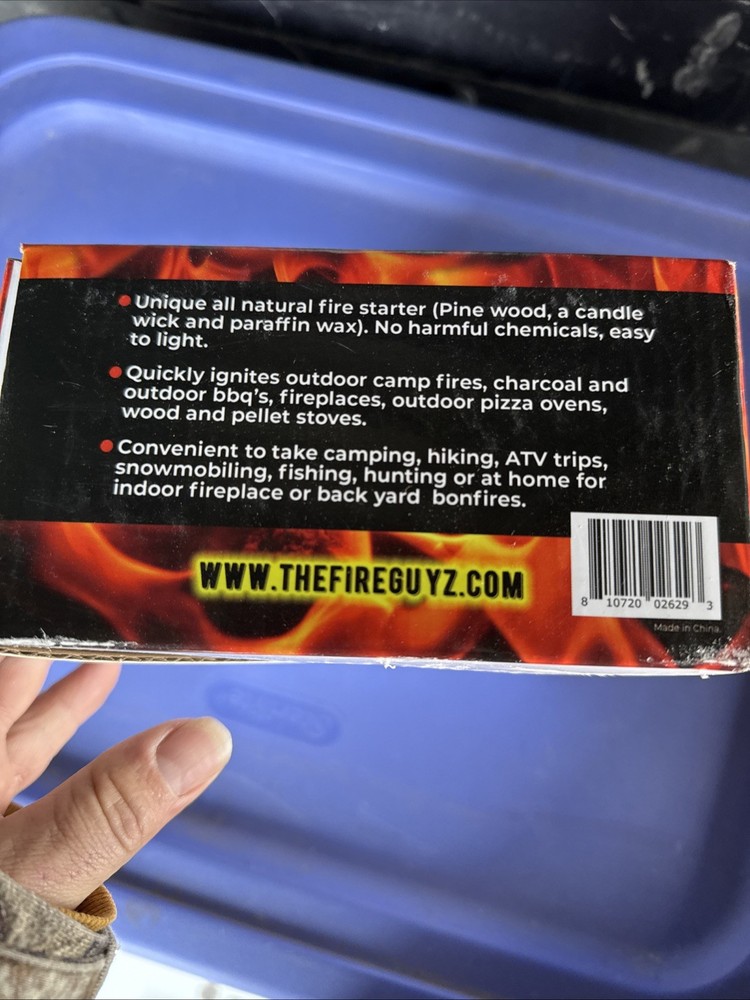 Unique all natural fire starter (Pine wood, a candle
wick and paraffin wax). No harmful chemicals, easy
to light.
Quickly ignites outdoor camp fires, charcoal and
outdoor bbq's, fireplaces, outdoor pizza ovens,
wood and pellet stoves.
Convenient to take camping, hiking, ATV trips,
snowmobiling, fishing, hunting or at home for
indoor fireplace or back yard bonfires.
WWW.THEFIREGUYZ.COM
8 10720 02629 3
Made in China.